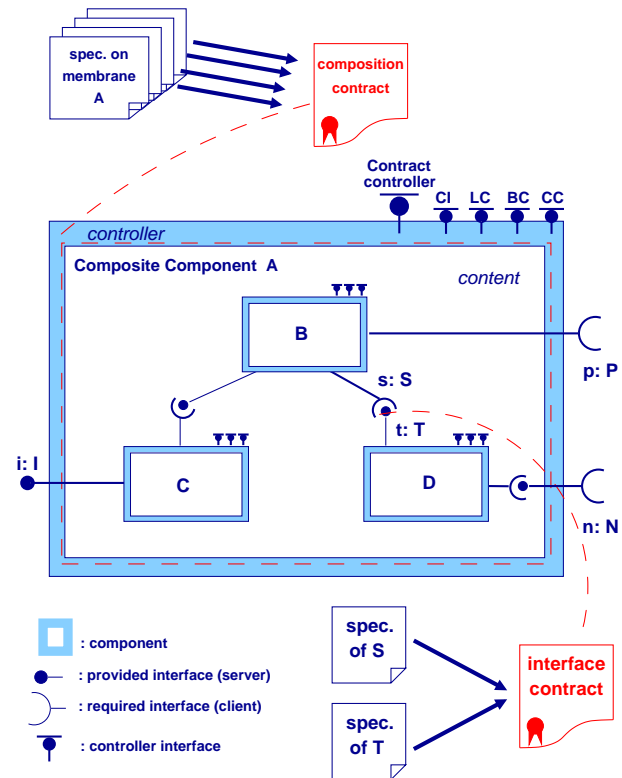 spec. on
membrane
A
composition
contract
Contract
controller
CI
LC
BC
CC
controller
Composite Component A
content
B
s: S
p: P
t: T
i: I
C
D
n: N
: component
: provided interface (server)
: required interface (client)
: controller interface
spec.
of S
spec.
of T
interface
contract